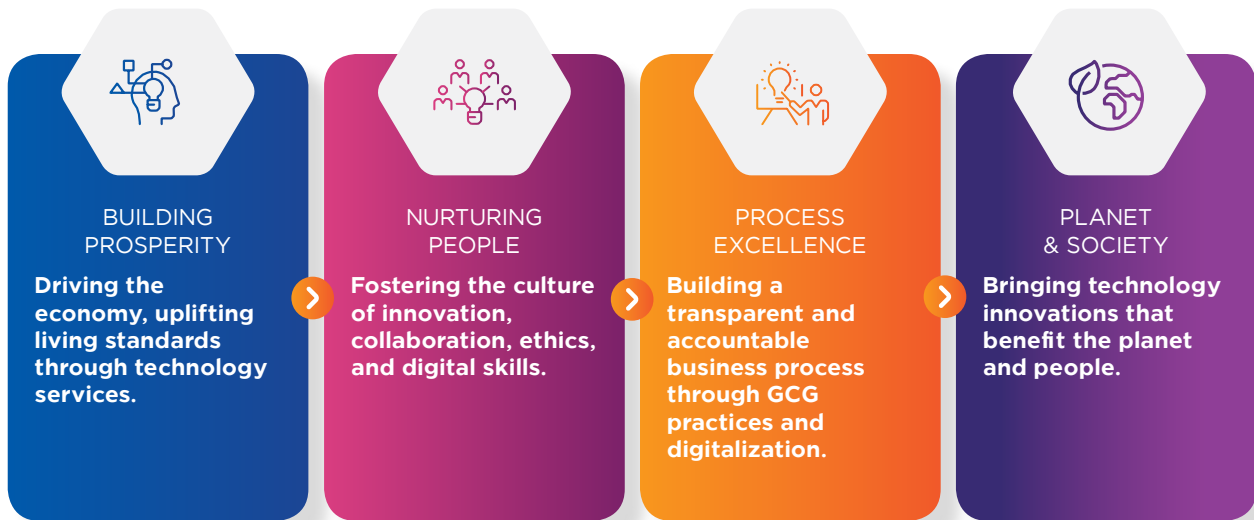 BUILDING
PROSPERITY
Driving the
economy, uplifting
living standards
through technology
services.
NURTURING
PEOPLE
Fostering the culture
of innovation,
collaboration, ethics,
and digital skills.
PROCESS
EXCELLENCE
Building a
transparent and
accountable
business process
through GCG
practices and
digitalization.
PLANET
& SOCIETY
Bringing technology
innovations that
benefit the planet
and people.